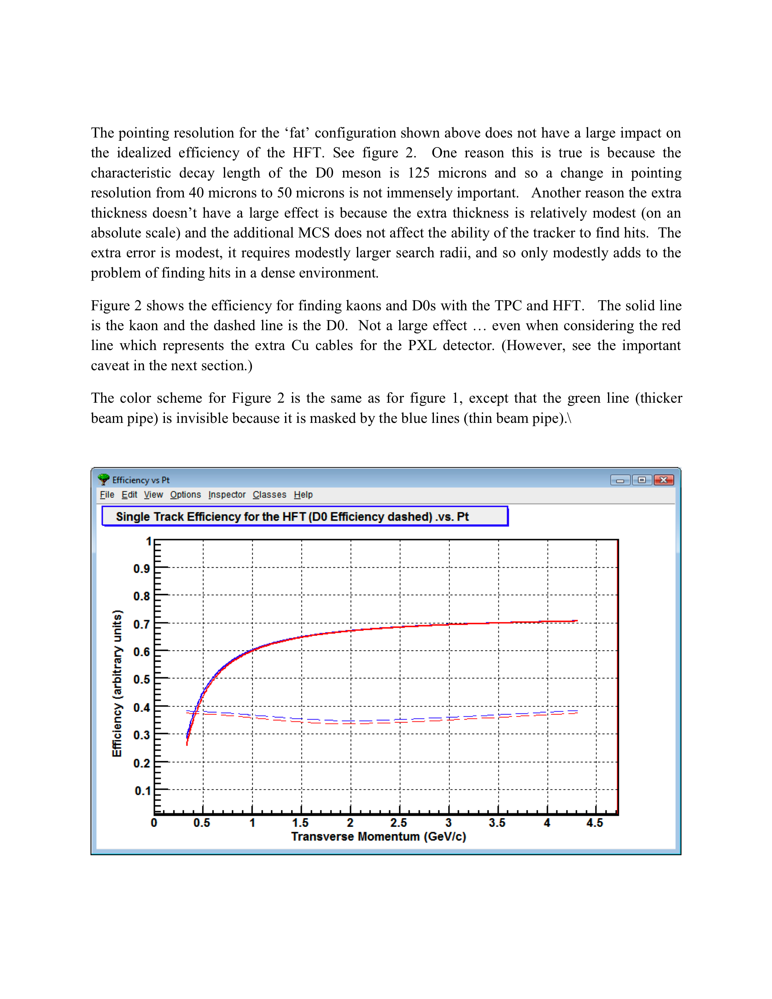 The pointing resolution for the ‘fat’ configuration shown above does not have a large impact on
the idealized efficiency of the HFT. See figure 2. One reason this is true is because the
characteristic decay length of the D0 meson is 125 microns and so a change in pointing
resolution from 40 microns to 50 microns is not immensely important. Another reason the extra
thickness doesn’t have a large effect is because the extra thickness is relatively modest (on an
absolute scale) and the additional MCS does not affect the ability of the tracker to find hits. The
extra error is modest, it requires modestly larger search radii, and so only modestly adds to the
problem of finding hits in a dense environment.
Figure 2 shows the efficiency for finding kaons and D0s with the TPC and HFT. The solid line
is the kaon and the dashed line is the D0. Not a large effect … even when considering the red
line which represents the extra Cu cables for the PXL detector. (However, see the important
caveat in the next section.)
The color scheme for Figure 2 is the same as for figure 1, except that the green line (thicker
beam pipe) is invisible because it is masked by the blue lines (thin beam pipe).\
Efficiency vs Pt
File Edit View Options Inspector Classes Help
Single Track Efficiency for the HFT (D0 Efficiency dashed) .vs. Pt
1
0.9
0.8
0.7
0.6
0.5
0.4
0.3
0.2
0.1
Efficiency (arbitrary units)
0 0.5 1 1.5 2 2.5 3 3.5 4 4.5
Transverse Momentum (GeV/c)